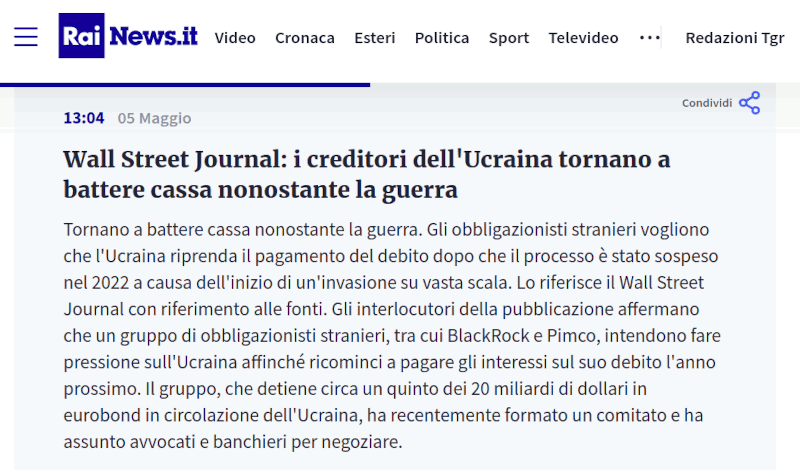 Rai News.it Video Cronaca Esteri Politica Sport Televideo ··· Redazioni Tgr
Condividi
13:04 05 Maggio
Wall Street Journal: i creditori dell'Ucraina tornano a
battere cassa nonostante la guerra
Tornano a battere cassa nonostante la guerra. Gli obbligazionisti stranieri vogliono
che l'Ucraina riprenda il pagamento del debito dopo che il processo è stato sospeso
nel 2022 a causa dell'inizio di un'invasione su vasta scala. Lo riferisce il Wall Street
Journal con riferimento alle fonti. Gli interlocutori della pubblicazione affermano
che un gruppo di obbligazionisti stranieri, tra cui BlackRock e Pimco, intendono fare
pressione sull'Ucraina affinché ricominci a pagare gli interessi sul suo debito l'anno
prossimo. Il gruppo, che detiene circa un quinto dei 20 miliardi di dollari in
eurobond in circolazione dell'Ucraina, ha recentemente formato un comitato e ha
assunto avvocati e banchieri per negoziare.